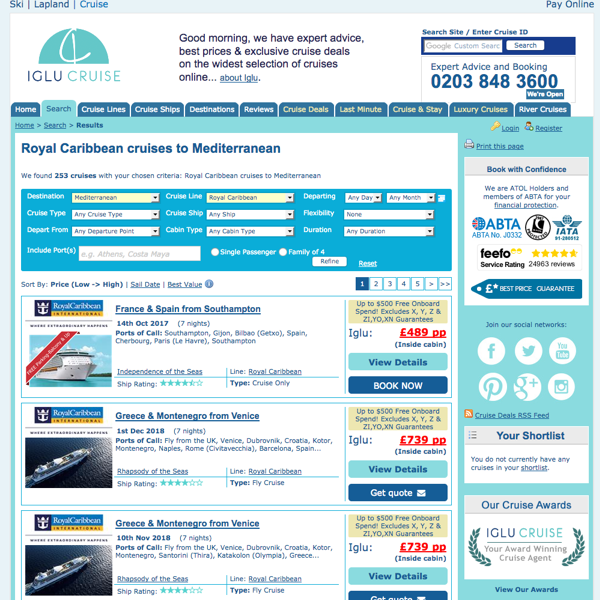 Ski | Lapland | Cruise
Pay Online
IGLU CRUISE
Good morning, we have expert advice,
best prices & exclusive cruise deals
on the widest selection of cruises
online... about Iglu.
Search Site / Enter Cruise ID
Google Custom Search
Search
Expert Advice and Booking
0203 848 3600
We're Open
Home Search Cruise Lines Cruise Ships Destinations Reviews Cruise Deals Last Minute Cruise & Stay Luxury Cruises River Cruises
Home > Search > Results
Login Register
Print this page
Royal Caribbean cruises to Mediterranean
We found 253 cruises with your chosen criteria: Royal Caribbean cruises to Mediterranean
Destination Mediterranean Cruise Line Royal Caribbean Departing Any Day Any Month
Cruise Type Any Cruise Type Cruise Ship Any Ship Flexibility None
Depart From Any Departure Point Cabin Type Any Cabin Type Duration Any Duration
Include Port(s) e.g. Athens, Costa Maya Single Passenger Family of 4
Refine Reset
Sort By: Price (Low -> High) | Sail Date | Best Value
1 2 3 4 5 > >>
RoyalCaribbean
INTERNATIONAL
WHERE EXTRAORDINARY HAPPENS
France & Spain from Southampton
14th Oct 2017 (7 nights)
Ports of Call: Southampton, Gijon, Bilbao (Getxo), Spain,
Cherbourg, Paris (Le Havre), Southampton
Independence of the Seas Line: Royal Caribbean
Ship Rating: Type: Cruise Only
Up to $500 Free Onboard
Spend! Excludes X, Y, Z &
ZI,YO,XN Guarantees
Iglu: £489 pp
(Inside cabin)
View Details
BOOK NOW
RoyalCaribbean
INTERNATIONAL
WHERE EXTRAORDINARY HAPPENS
Greece & Montenegro from Venice
1st Dec 2018 (7 nights)
Ports of Call: Fly from the UK, Venice, Dubrovnik, Croatia, Kotor,
Montenegro, Naples, Rome (Civitavecchia), Barcelona, Spain...
Rhapsody of the Seas Line: Royal Caribbean
Ship Rating: Type: Fly Cruise
Up to $500 Free Onboard
Spend! Excludes X, Y, Z &
ZI,YO,XN Guarantees
Iglu: £739 pp
(Inside cabin)
View Details
Get quote
RoyalCaribbean
INTERNATIONAL
WHERE EXTRAORDINARY HAPPENS
Greece & Montenegro from Venice
10th Nov 2018 (7 nights)
Ports of Call: Fly from the UK, Venice, Dubrovnik, Croatia, Kotor,
Montenegro, Santorini (Thira), Katakolon (Olympia), Greece...
Rhapsody of the Seas Line: Royal Caribbean
Ship Rating: Type: Fly Cruise
Up to $500 Free Onboard
Spend! Excludes X, Y, Z &
ZI,YO,XN Guarantees
Iglu: £739 pp
(Inside cabin)
View Details
Get quote
Book with Confidence
We are ATOL Holders and
members of ABTA for your
financial protection.
ABTA
ABTA No. J0332
IATA
91-280512
feefo
Service Rating 24963 reviews
£* BEST PRICE GUARANTEE
Join our social networks:
You Tube
Cruise Deals RSS Feed
Your Shortlist
You do not currently have any
cruises in your shortlist.
Our Cruise Awards
IGLU CRUISE
Your Award Winning
Cruise Agent
View Our Awards